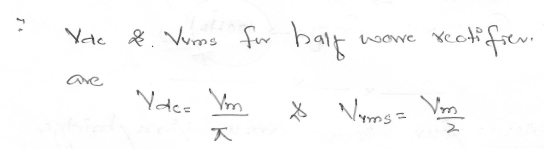 ∴ Vdc & Vrms for half wave rectifier.
are
Vdc = Vm/π & Vrms = Vm/2